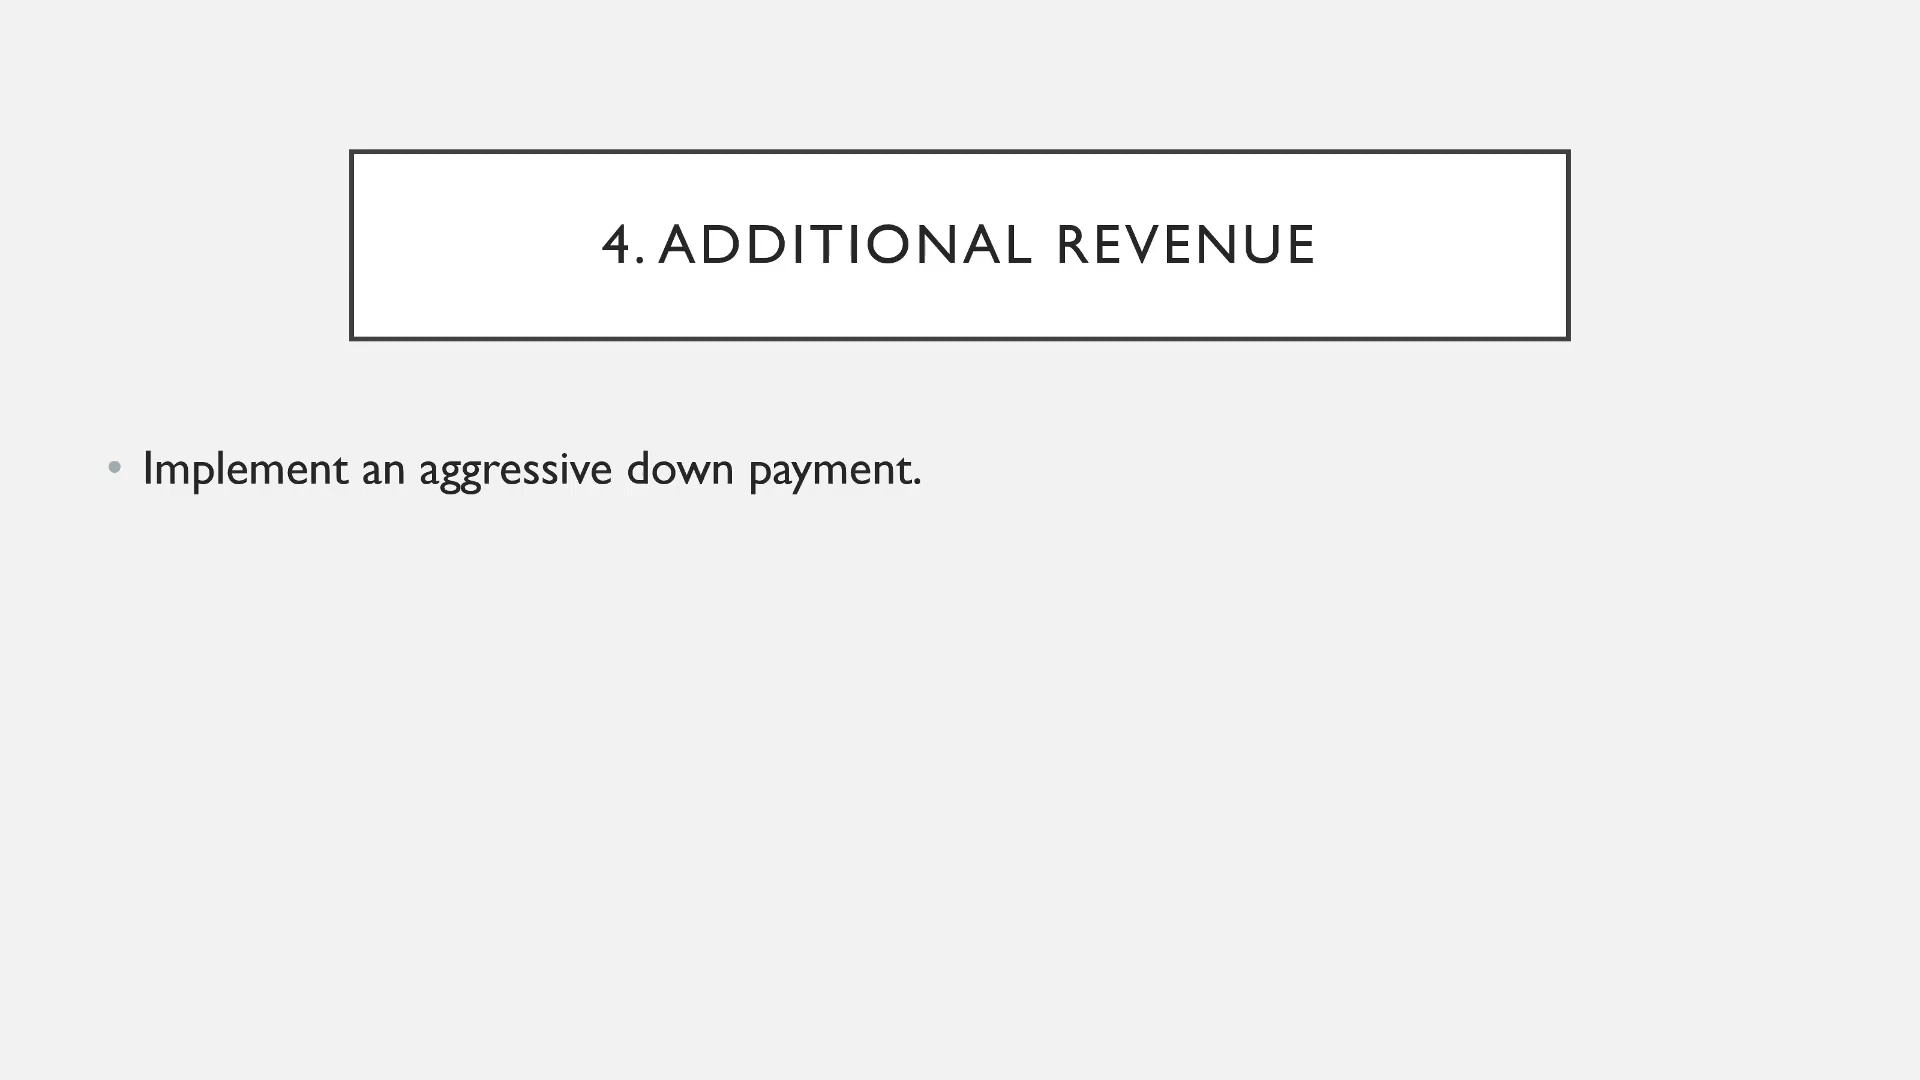 4. ADDITIONAL REVENUE
• Implement an aggressive down payment.